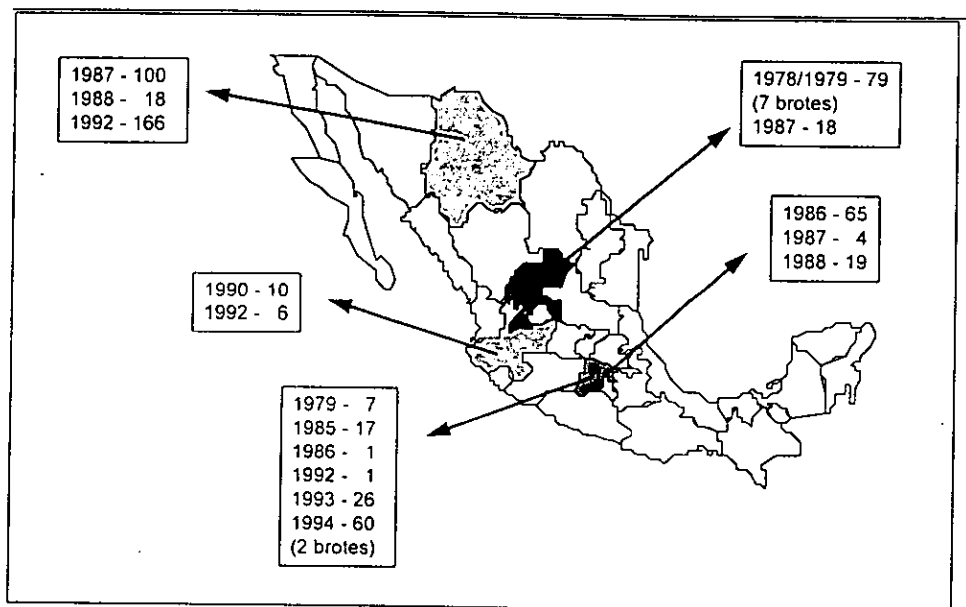 1987 - 100
1988 - 18
1992 - 166
1978/1979 - 79
(7 brotes)
1987 - 18
1986 - 65
1987 - 4
1988 - 19
1990 - 10
1992 - 6
1979 - 7
1985 - 17
1986 - 1
1992 - 1
1993 - 26
1994 - 60
(2 brotes)